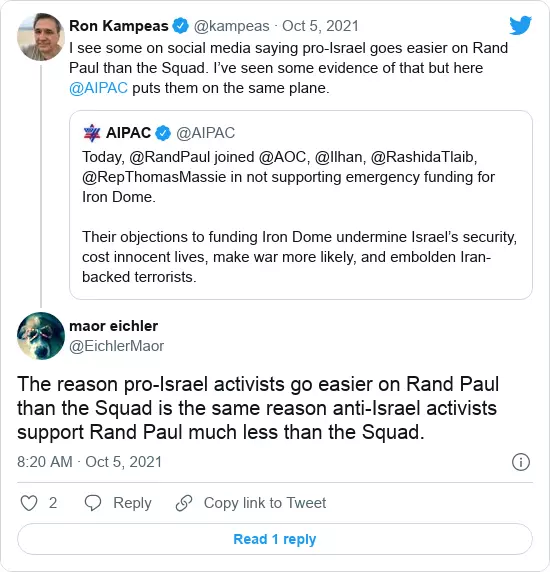 Ron Kampeas @kampeas · Oct 5, 2021
I see some on social media saying pro-Israel goes easier on Rand
Paul than the Squad. I’ve seen some evidence of that but here
@AIPAC puts them on the same plane.
AIPAC @AIPAC
Today, @RandPaul joined @AOC, @Ilhan, @RashidaTlaib,
@RepThomasMassie in not supporting emergency funding for
Iron Dome.
Their objections to funding Iron Dome undermine Israel’s security,
cost innocent lives, make war more likely, and embolden Iran-
backed terrorists.
maor eichler
@EichlerMaor
The reason pro-Israel activists go easier on Rand Paul
than the Squad is the same reason anti-Israel activists
support Rand Paul much less than the Squad.
8:20 AM · Oct 5, 2021
2 Reply Copy link to Tweet
Read 1 reply